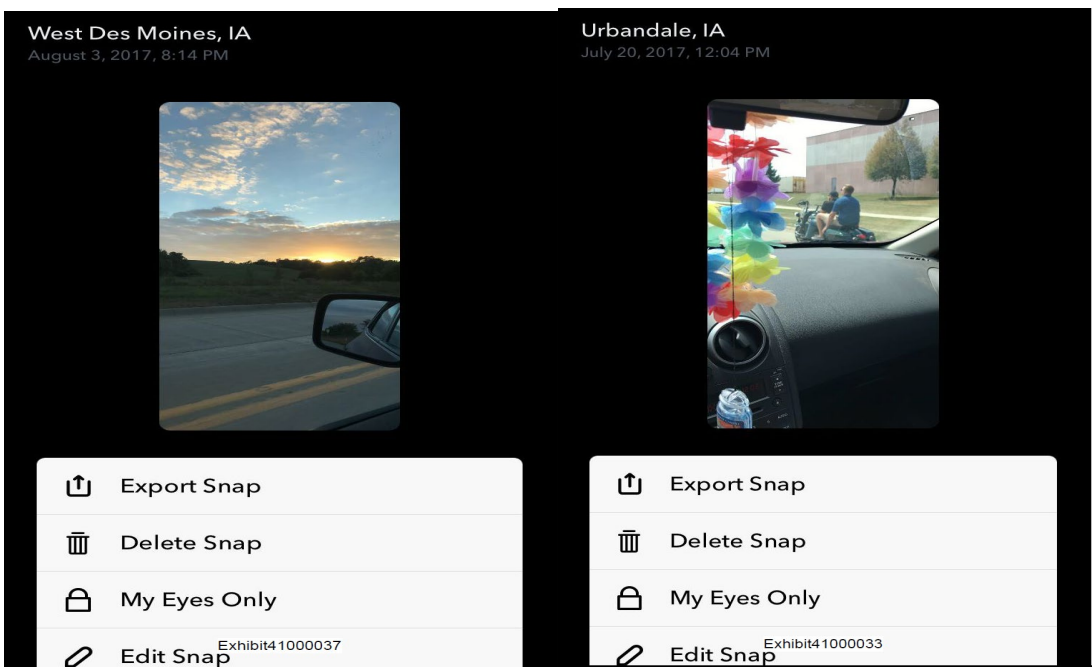 West Des Moines, IA
August 3, 2017, 8:14 PM
Export Snap
Delete Snap
My Eyes Only
Edit Snap
Exhibit41000037
Urbandale, IA
July 20, 2017, 12:04 PM
Export Snap
Delete Snap
My Eyes Only
Edit Snap
Exhibit41000033